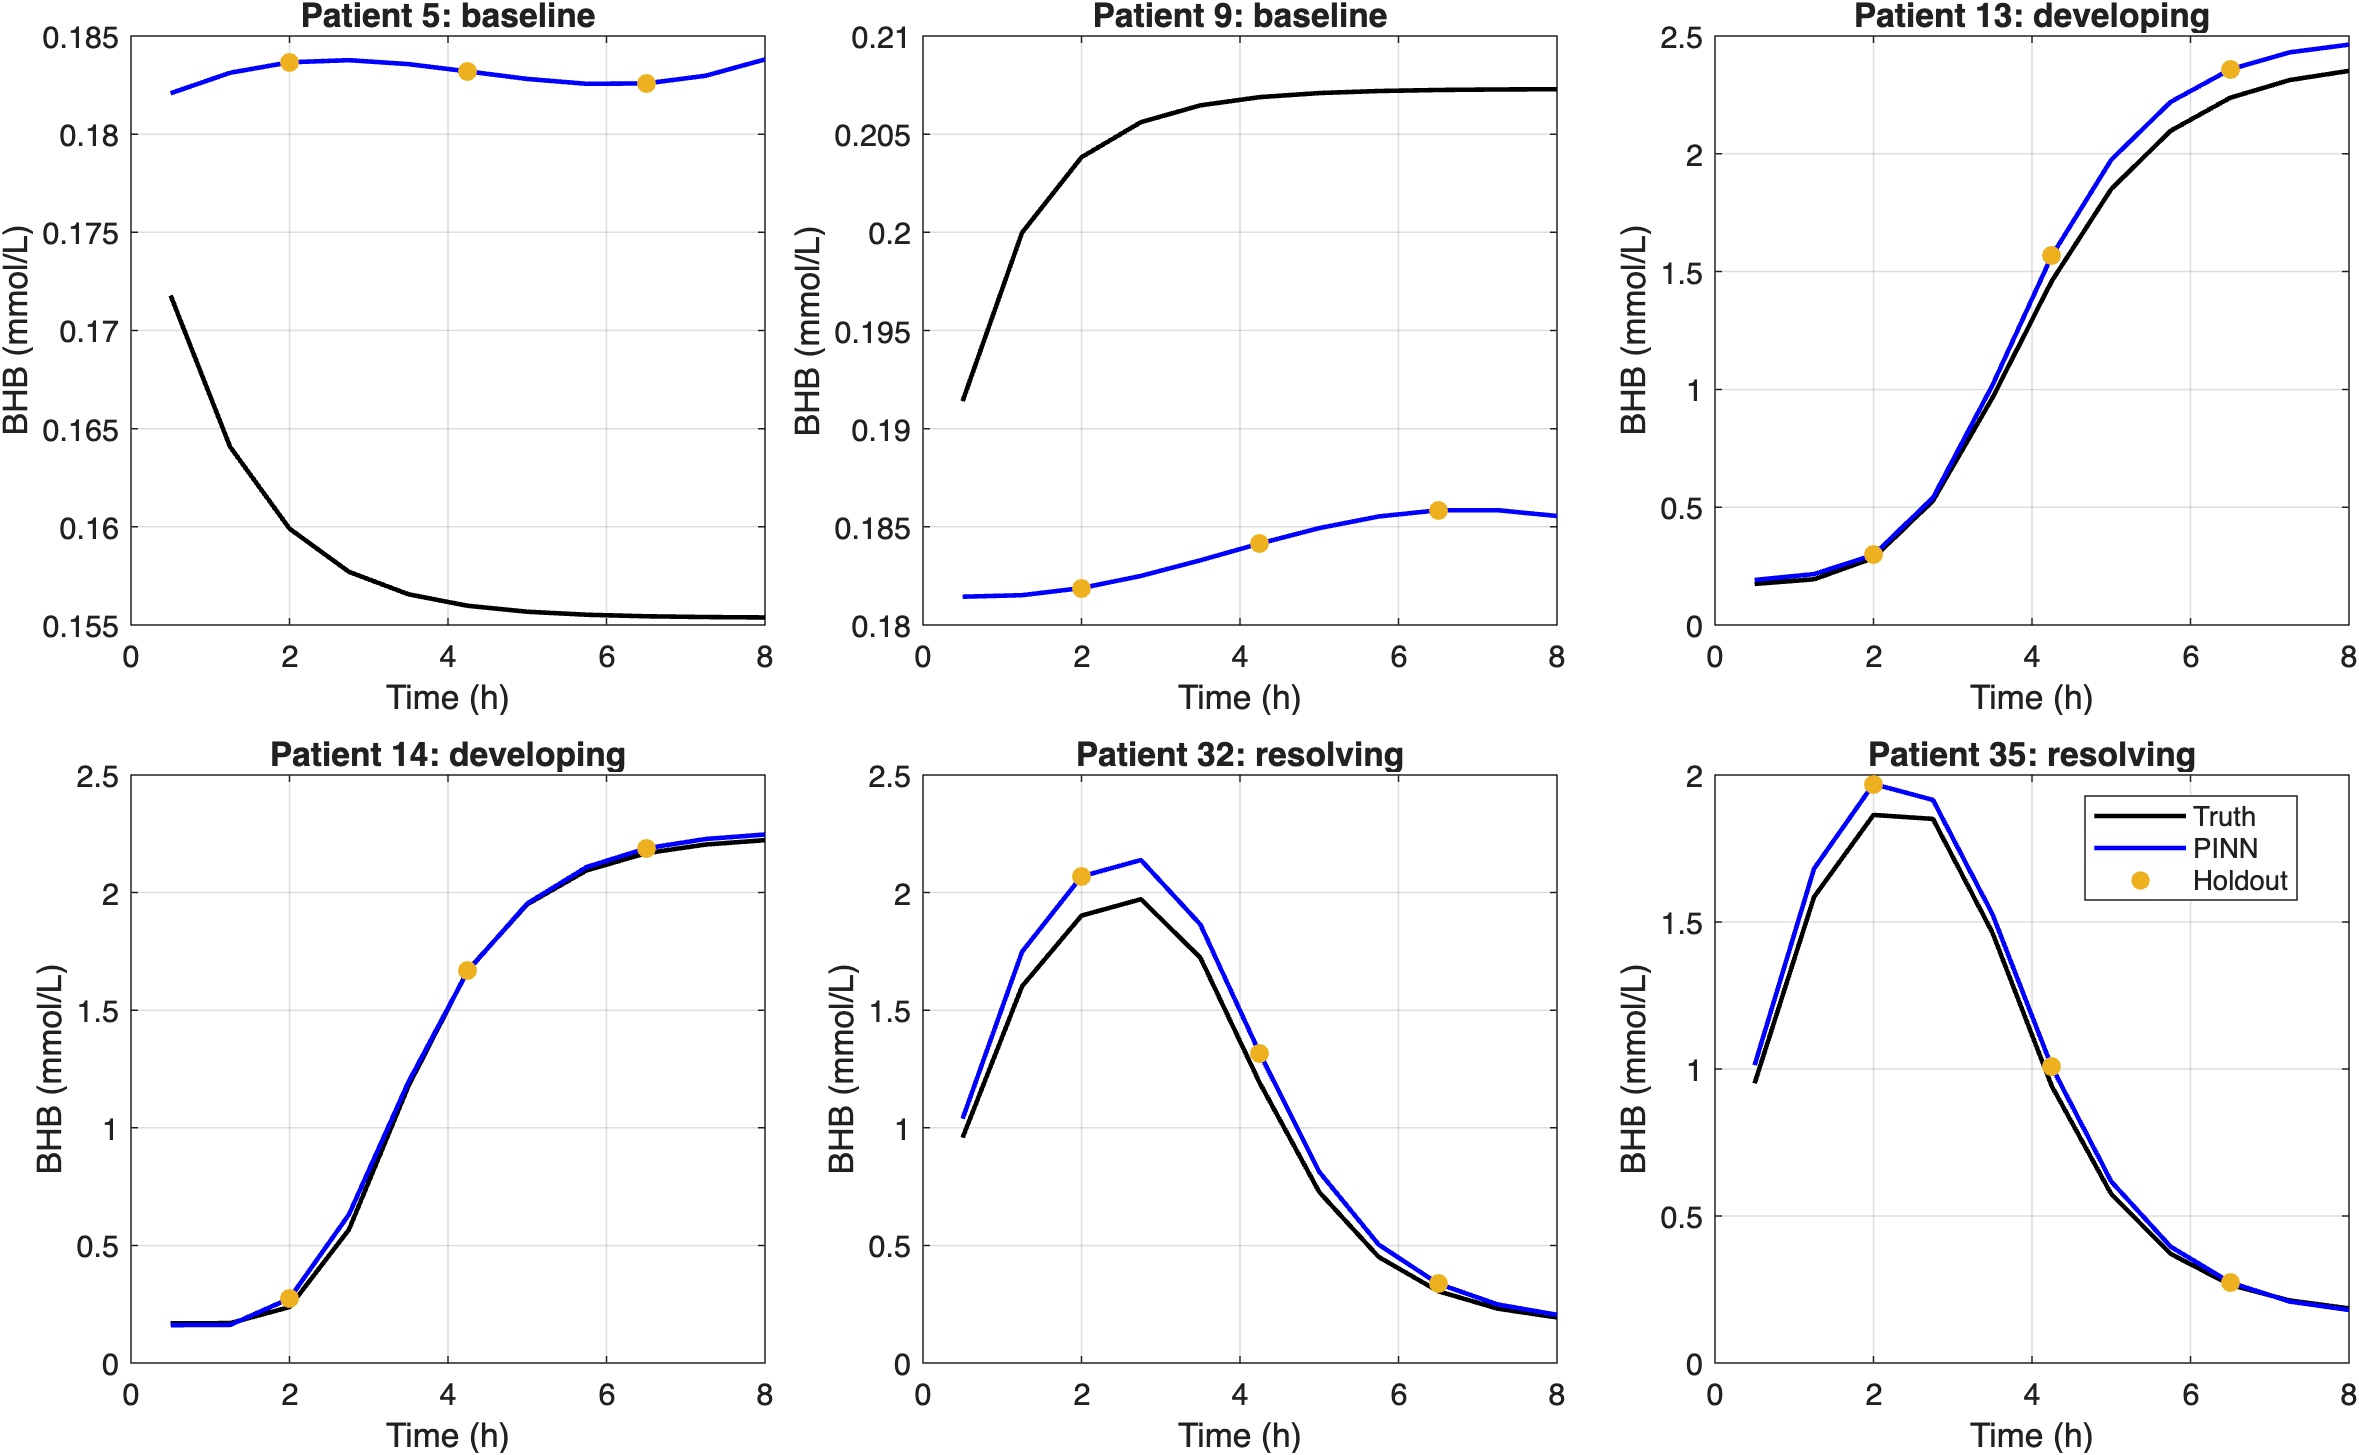 Patient 5: baseline
0.185
0.18
0.175
0.17
0.165
0.16
0.155
BHB (mmol/L)
0 2 4 6 8
Time (h)
Patient 9: baseline
0.21
0.205
0.2
0.195
0.19
0.185
0.18
BHB (mmol/L)
0 2 4 6 8
Time (h)
Patient 13: developing
2.5
2
1.5
1
0.5
0
BHB (mmol/L)
0 2 4 6 8
Time (h)
Patient 14: developing
2.5
2
1.5
1
0.5
0
BHB (mmol/L)
0 2 4 6 8
Time (h)
Patient 32: resolving
2.5
2
1.5
1
0.5
0
BHB (mmol/L)
0 2 4 6 8
Time (h)
Patient 35: resolving
2
1.5
1
0.5
0
BHB (mmol/L)
0 2 4 6 8
Time (h)
Truth
PINN
Holdout